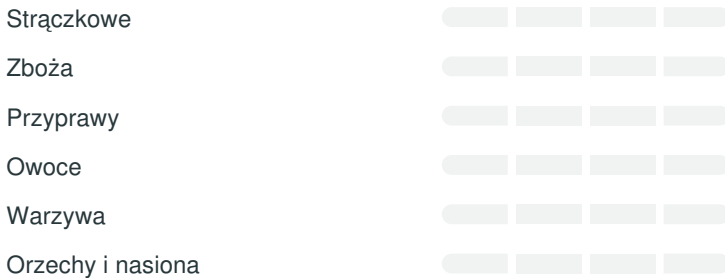 Strączkowe
Zboża
Przyprawy
Owoce
Warzywa
Orzechy i nasiona